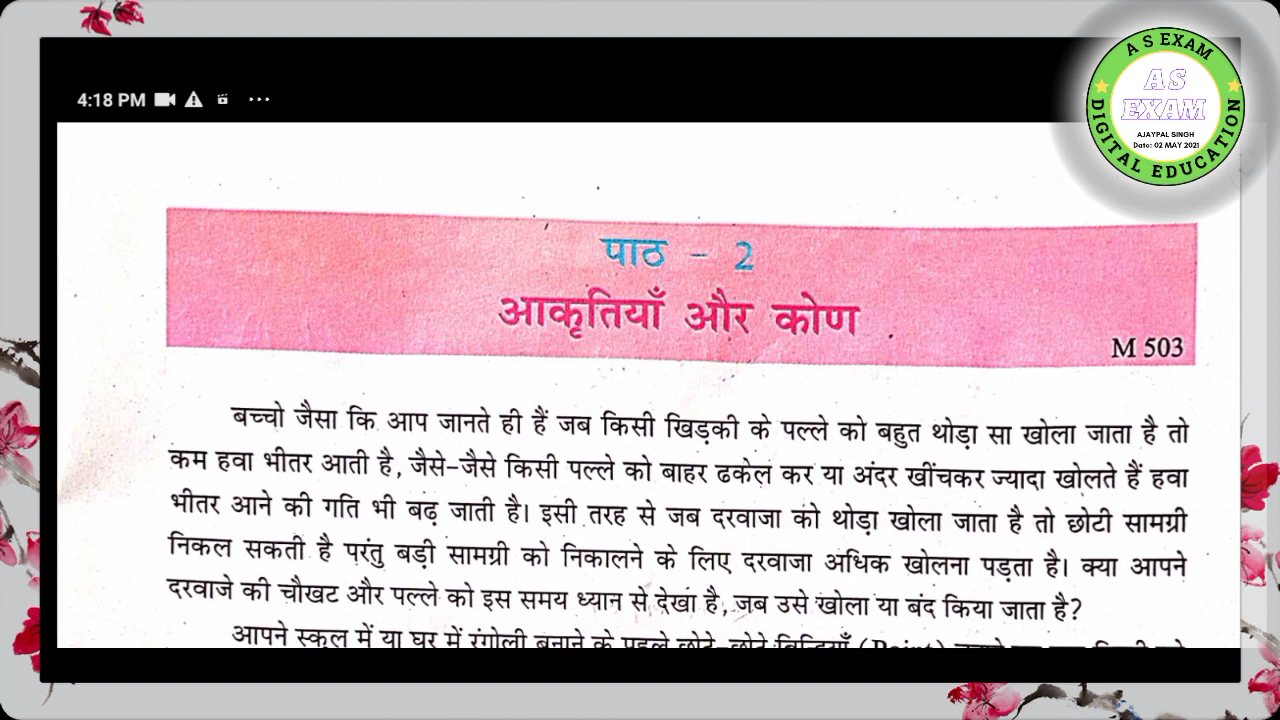 4:18 PM
A S EXAM
AS
EXAM
AJAYPAL SINGH
Date: 02 MAY 2021
DIGITAL EDUCATION
पाठ - 2
आकृतियाँ और कोण
M 503
बच्चो जैसा कि आप जानते ही हैं जब किसी खिड़की के पल्ले को बहुत थोड़ा सा खोला जाता है तो
कम हवा भीतर आती है, जैसे-जैसे किसी पल्ले को बाहर ढकेल कर या अंदर खींचकर ज्यादा खोलते हैं हवा
भीतर आने की गति भी बढ़ जाती है। इसी तरह से जब दरवाजा को थोड़ा खोला जाता है तो छोटी सामग्री
निकल सकती है परंतु बड़ी सामग्री को निकालने के लिए दरवाजा अधिक खोलना पड़ता है। क्या आपने
दरवाजे की चौखट और पल्ले को इस समय ध्यान से देखा है, जब उसे खोला या बंद किया जाता है?
आपने स्कूल में या घर में रंगोली बनाने के पहले छोटे-छोटे बिन्दियाँ (Point)